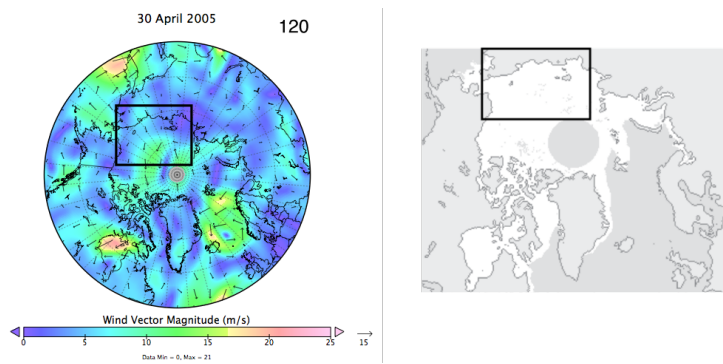 30 April 2005
120
Wind Vector Magnitude (m/s)
0 5 10 15 20 25 15
Data Min = 0, Max = 21